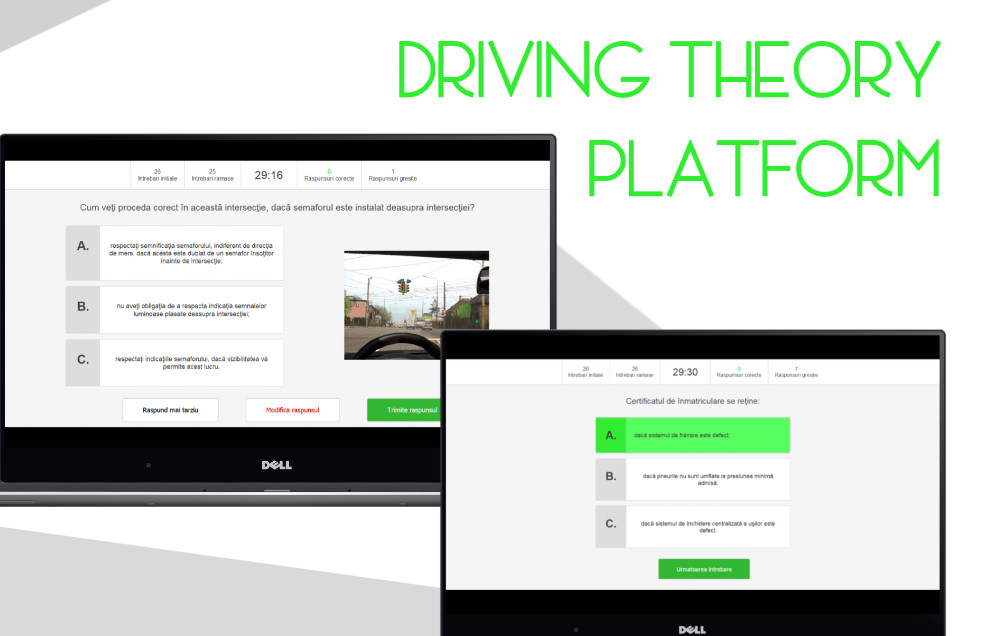 DRIVING THEORY
PLATFORM
26
25
29:16
0
1
Intrebari initiale
Intrebari ramase
Raspunsuri corecte
Raspunsuri gresite
Cum veți proceda corect în această intersecție, dacă semaforul este instalat deasupra intersecției?
A.
respectați semnificația semaforului, indiferent de direcția
de mers, dacă acesta este dublat de un semafor însoțitor
înainte de intersecție;
B.
nu aveți obligația de a respecta indicația semnalelor
luminoase plasate deasupra intersecției;
C.
respectați indicațiile semaforului, dacă vizibilitatea vă
permite acest lucru.
Raspund mai tarziu
Modifica raspunsul
Trimite raspunsul
DELL
26
26
29:30
0
1
Intrebari initiale
Intrebari ramase
Raspunsuri corecte
Raspunsuri gresite
Certificatul de înmatriculare se reține:
A.
dacă sistemul de frânare este defect;
B.
dacă pneurile nu sunt umflate la presiunea minimă
admisă;
C.
dacă sistemul de închidere centralizată a ușilor este
defect.
Urmatoarea intrebare
DELL